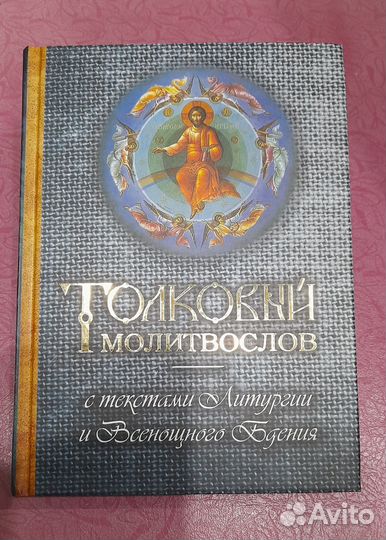 Толковый
молитвослов
с текстами Литургии
и Всенощного Бдения
Avito